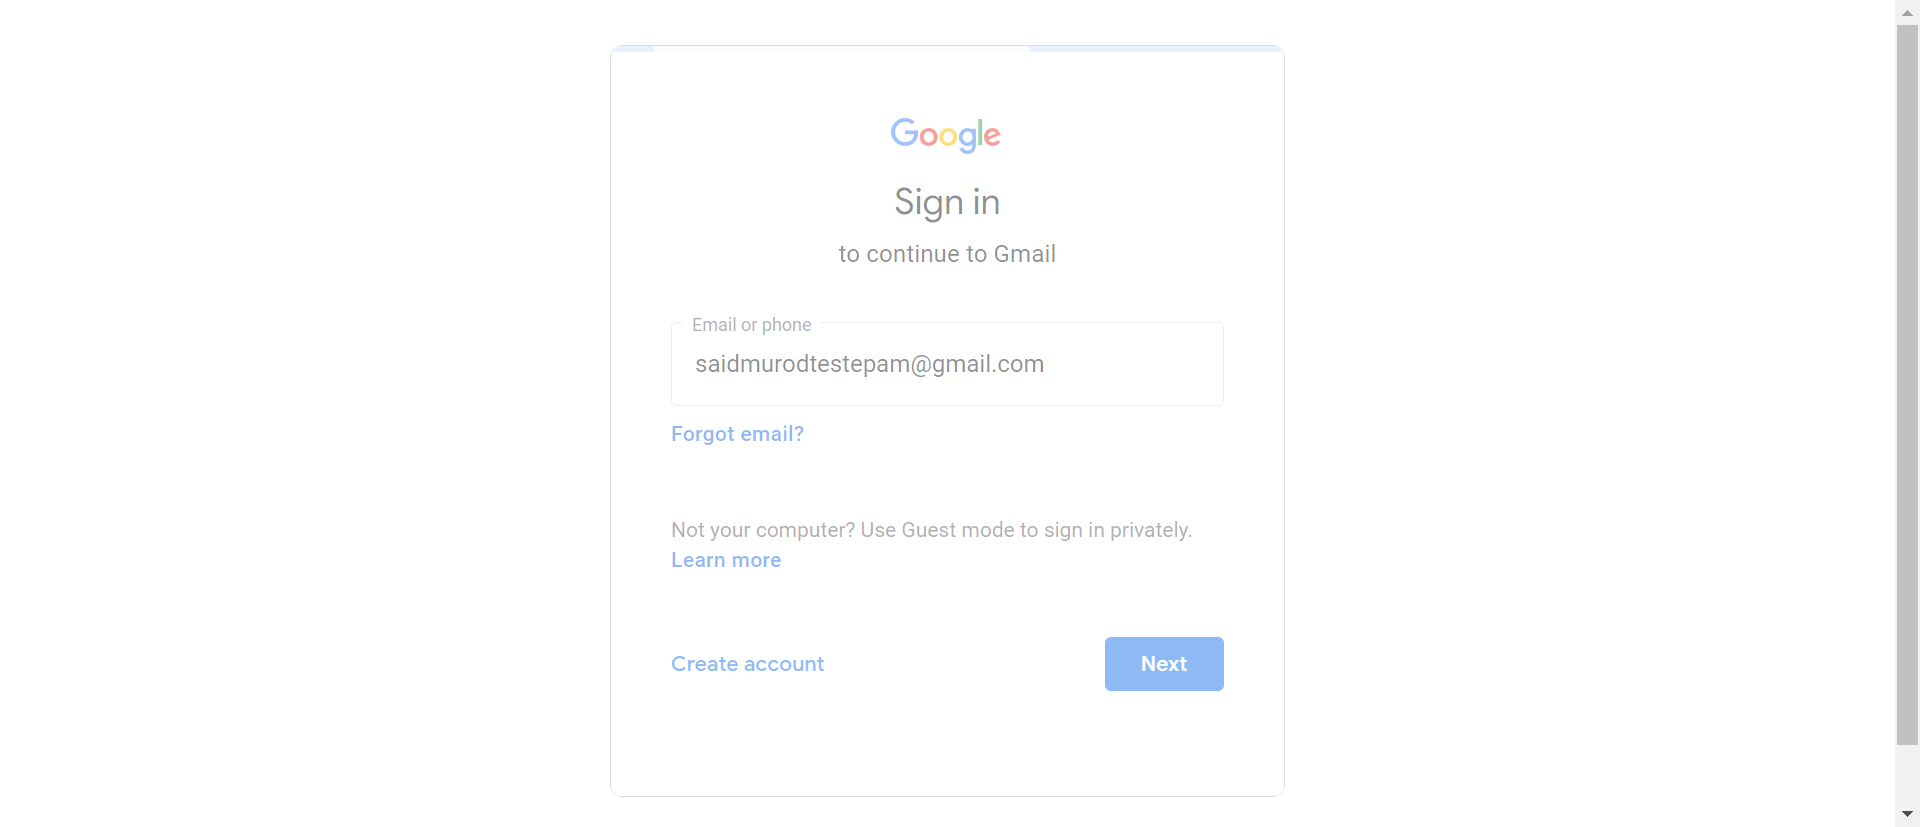 Google
Sign in
to continue to Gmail
Email or phone
saidmurodtestepam@gmail.com
Forgot email?
Not your computer? Use Guest mode to sign in privately.
Learn more
Create account
Next